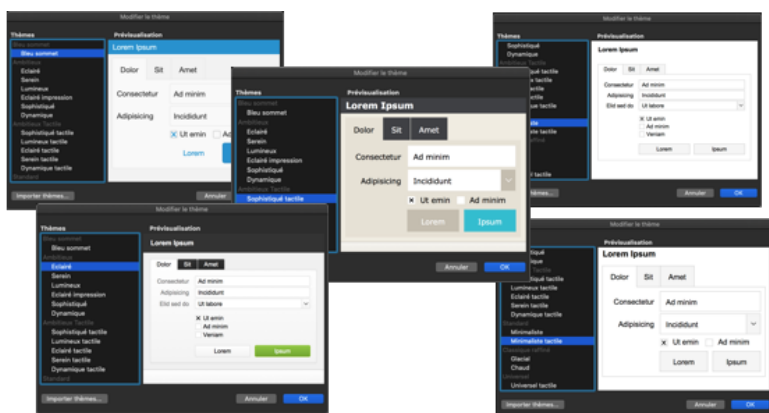 Modifier le thème
Thèmes
Prévisualisation
Bleu sommet
Bleu sommet
Lorem Ipsum
Ambitieux
Eclairé
Serein
Lumineux
Eclairé impression
Sophistiqué
Dynamique
Ambitieux Tactile
Sophistiqué tactile
Lumineux tactile
Eclairé tactile
Serein tactile
Dynamique tactile
Standard
Dolor Sit Amet
Consectetur Ad minim
Adipisicing Incididunt
Ut emin Ad
Lorem
Importer thèmes...
Annuler
Modifier le thème
Thèmes
Prévisualisation
Bleu sommet
Bleu sommet
Ambitieux
Eclairé
Serein
Lumineux
Eclairé impression
Sophistiqué
Dynamique
Ambitieux Tactile
Sophistiqué tactile
Lorem Ipsum
Dolor Sit Amet
Consectetur Ad minim
Adipisicing Incididunt
Ut emin Ad minim
Lorem Ipsum
Annuler OK
Modifier le thème
Thèmes
Prévisualisation
Sophistiqué
Dynamique
Ambitieux Tactile
Lorem Ipsum
Dolor Sit Amet
Consectetur Ad minim
Adipisicing Incididunt
Elid sed do Ut labore
Ut emin
Ad minim
Veniam
Lorem Ipsum
Annuler OK
Modifier le thème
Thèmes
Prévisualisation
Bleu sommet
Bleu sommet
Ambitieux
Eclairé
Serein
Lumineux
Eclairé impression
Sophistiqué
Dynamique
Ambitieux Tactile
Sophistiqué tactile
Lumineux tactile
Eclairé tactile
Serein tactile
Dynamique tactile
Standard
Lorem Ipsum
Dolor Sit Amet
Consectetur Ad minim
Adipisicing Incididunt
Elid sed do Ut labore
Ut emin
Ad minim
Veniam
Lorem Ipsum
Importer thèmes...
Annuler OK
Modifier le thème
Prévisualisation
Lumineux tactile
Eclairé tactile
Serein tactile
Dynamique tactile
Standard
Minimaliste
Minimaliste tactile
Classique raffiné
Glacial
Chaud
Universel
Universel tactile
Lorem Ipsum
Dolor Sit Amet
Consectetur Ad minim
Adipisicing Incididunt
Ut emin Ad minim
Lorem Ipsum
Importer thèmes...
Annuler OK